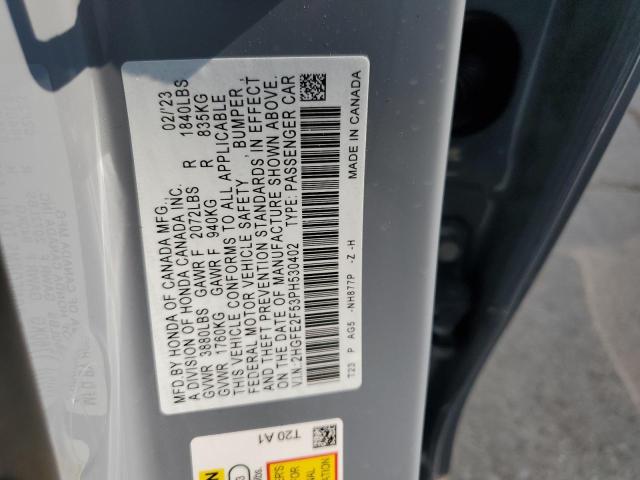 MFD.BY HONDA OF CANADA MFG., 02/'23
A DIVISION OF HONDA CANADA INC.
GVWR 3880LBS GAWR F 2072LBS R 1840LBS
GVWR 1760KG GAWR F 940KG R 835KG
THIS VEHICLE CONFORMS TO ALL APPLICABLE
FEDERAL MOTOR VEHICLE SAFETY, BUMPER,
AND THEFT PREVENTION STANDARDS IN EFFECT
ON THE DATE OF MANUFACTURE SHOWN ABOVE.
V.I.N:2HGFE2F53PH530402 TYPE: PASSENGER CAR
T23 P AG5 -NH877P -Z -H MADE IN CANADA
T20 A1